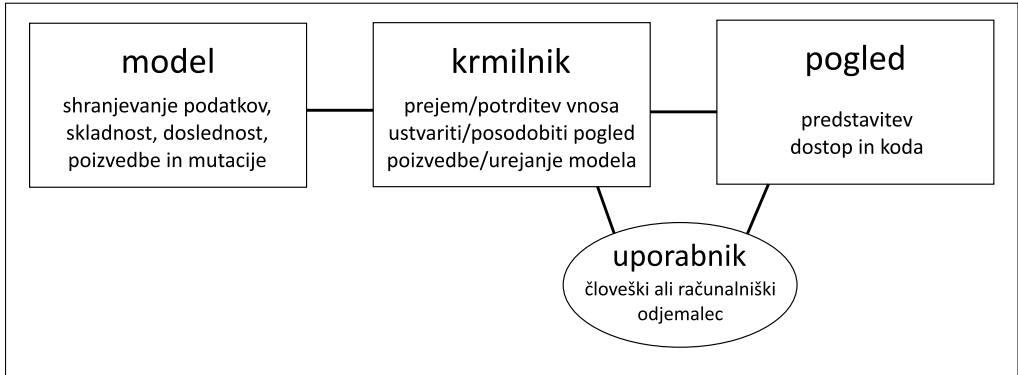 model
shranjevanje podatkov,
skladnost, doslednost,
poizvedbe in mutacije
krmilnik
prejem/potrditev vnosa
ustvariti/posodobiti pogled
poizvedbe/urejanje modela
pogled
predstavitev
dostop in koda
uporabnik
človeški ali računalniški
odjemalec